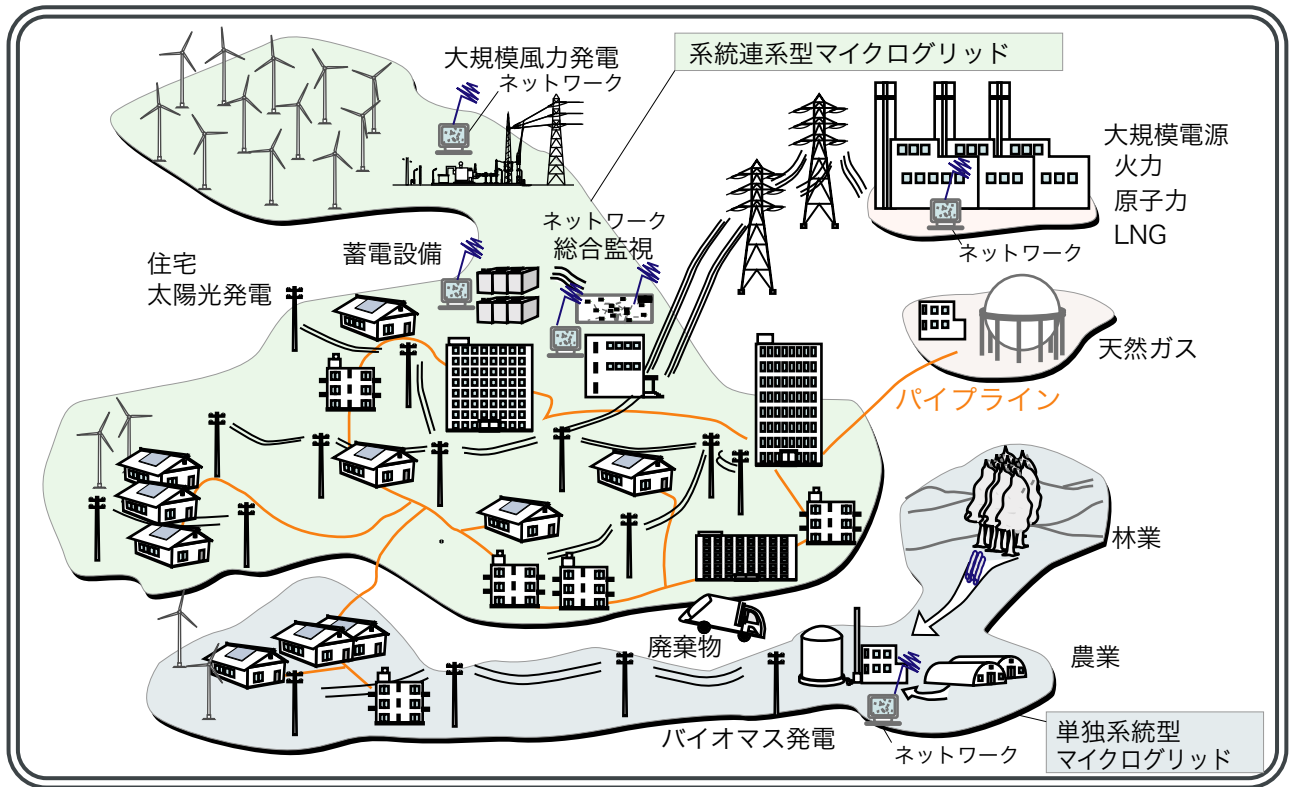 系統連系型マイクログリッド
大規模風力発電
ネットワーク
大規模電源
火力
原子力
LNG
ネットワーク
ネットワーク
総合監視
蓄電設備
住宅
太陽光発電
天然ガス
パイプライン
林業
廃棄物
農業
バイオマス発電
ネットワーク
単独系統型
マイクログリッド